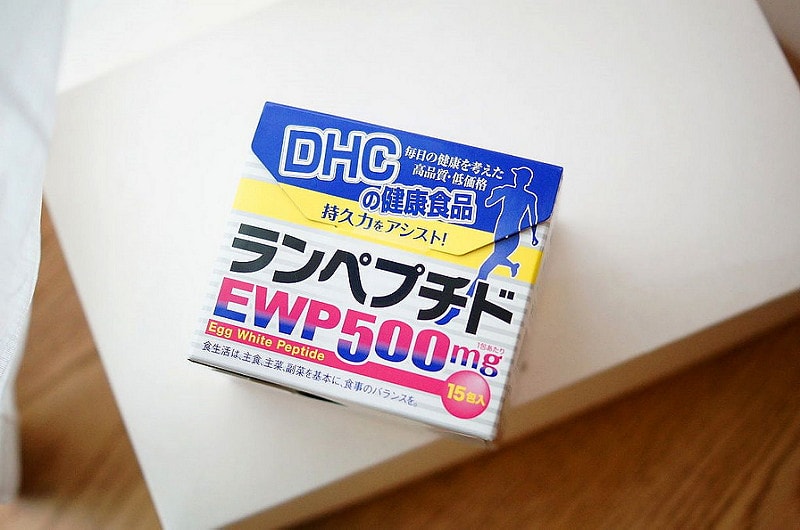 DHC
毎日の健康を考えた
高品質・低価格
の健康食品
持久力をアシスト!
ランペプチド
EWP500mg
1包あたり
Egg White Peptide
食生活は、主食、主菜、副菜を基本に、食事のバランスを。
15包入